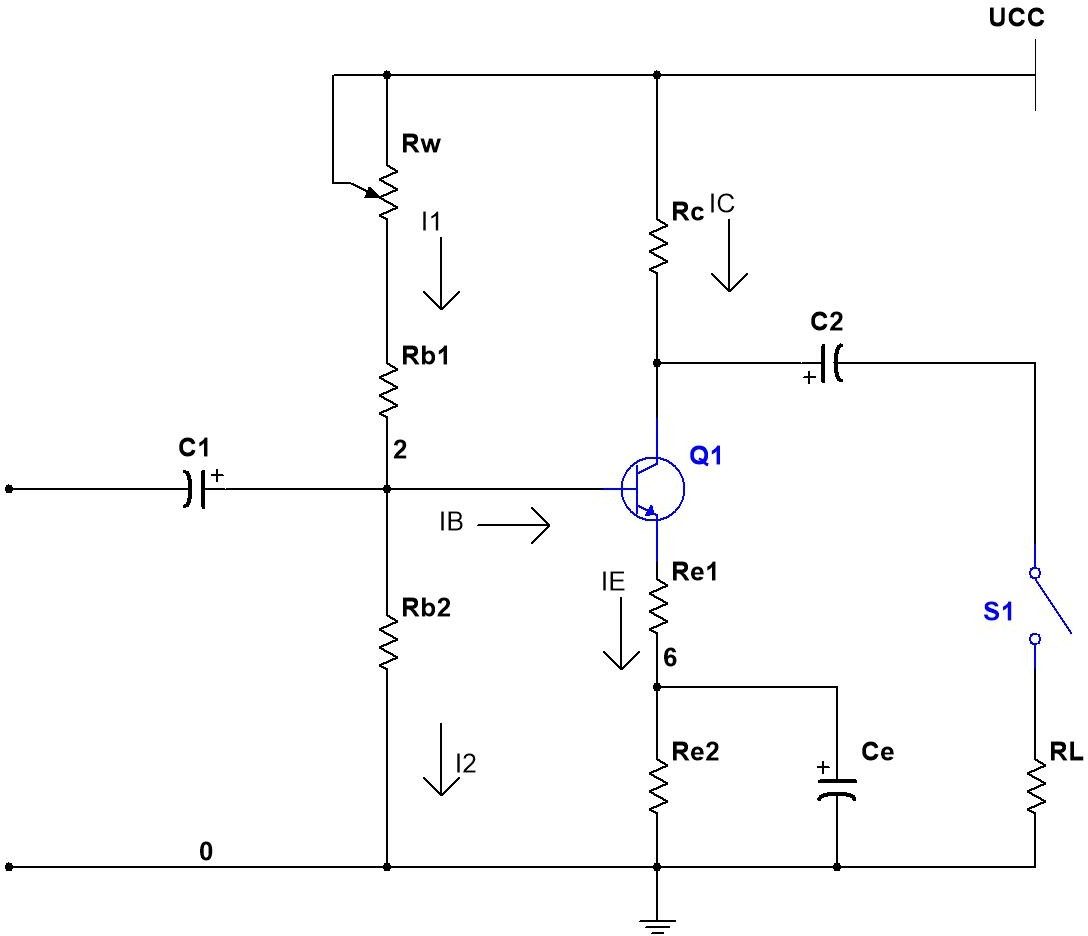 UCC
Rw
Rc IC
I1
C2
+
Rb1
C1
+
2
Q1
IB
Re1
IE
Rb2
S1
6
Re2
Ce
RL
+
I2
0